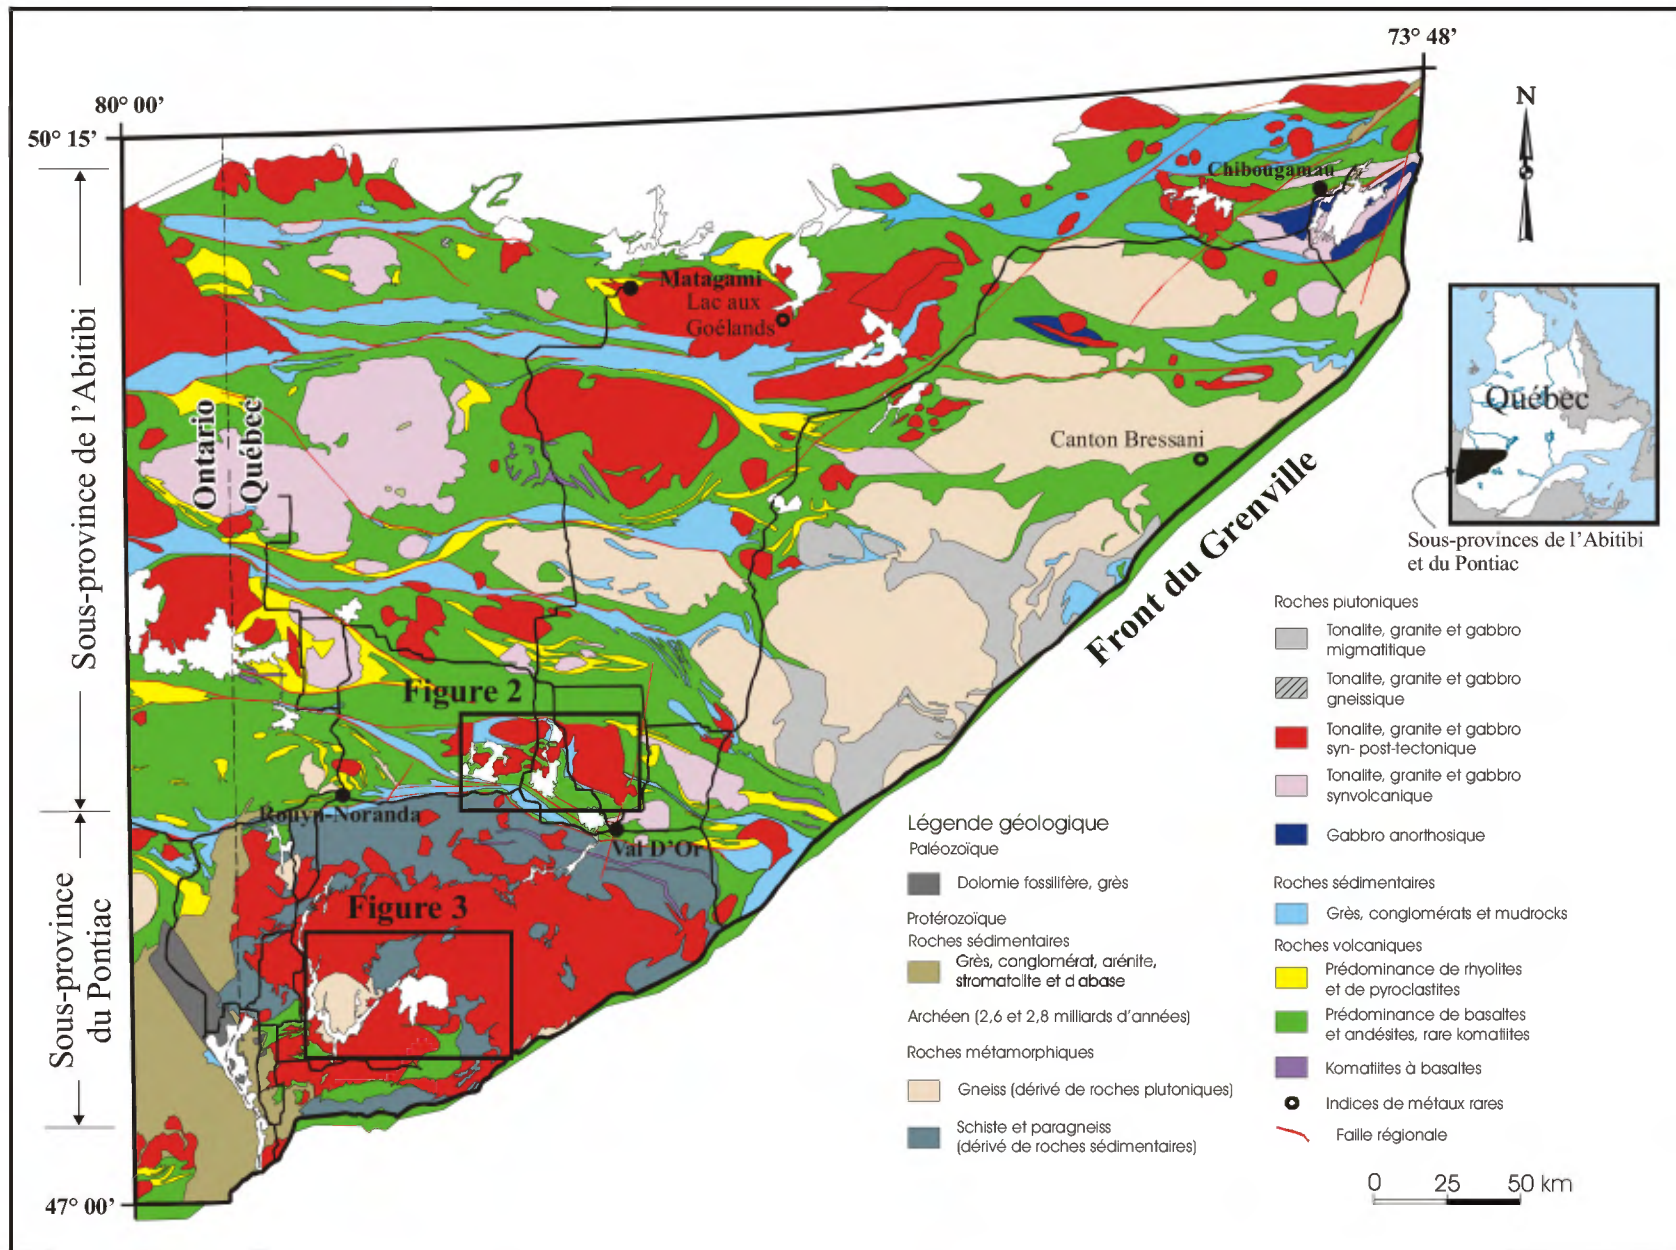 73° 48’
80° 00’
50° 15’
N
Chibougamau
Matagami
Lac aux
Goélands
Québec
Sous-province de l’Abitibi
Ontario
Québec
Canton Bressani
Front du Grenville
Sous-provinces de l’Abitibi
et du Pontiac
Figure 2
Rouyn-Noranda
Val D’Or
Sous-province
du Pontiac
Figure 3
47° 00’
Légende géologique
Paléozoïque
Dolomie fossilifère, grès
Protérozoïque
Roches sédimentaires
Grès, conglomérat, arénite,
stromatolite et diabase
Archéen (2,6 et 2,8 milliards d’années)
Roches métamorphiques
Gneiss (dérivé de roches plutoniques)
Schiste et paragneiss
(dérivé de roches sédimentaires)
Roches plutoniques
Tonalite, granite et gabbro
migmatitique
Tonalite, granite et gabbro
gneissique
Tonalite, granite et gabbro
syn- post-tectonique
Tonalite, granite et gabbro
synvolcanique
Gabbro anorthosique
Roches sédimentaires
Grès, conglomérats et mudrocks
Roches volcaniques
Prédominance de rhyolites
et de pyroclastites
Prédominance de basaltes
et andésites, rare komatiites
Komatiites à basaltes
Indices de métaux rares
Faille régionale
0 25 50 km